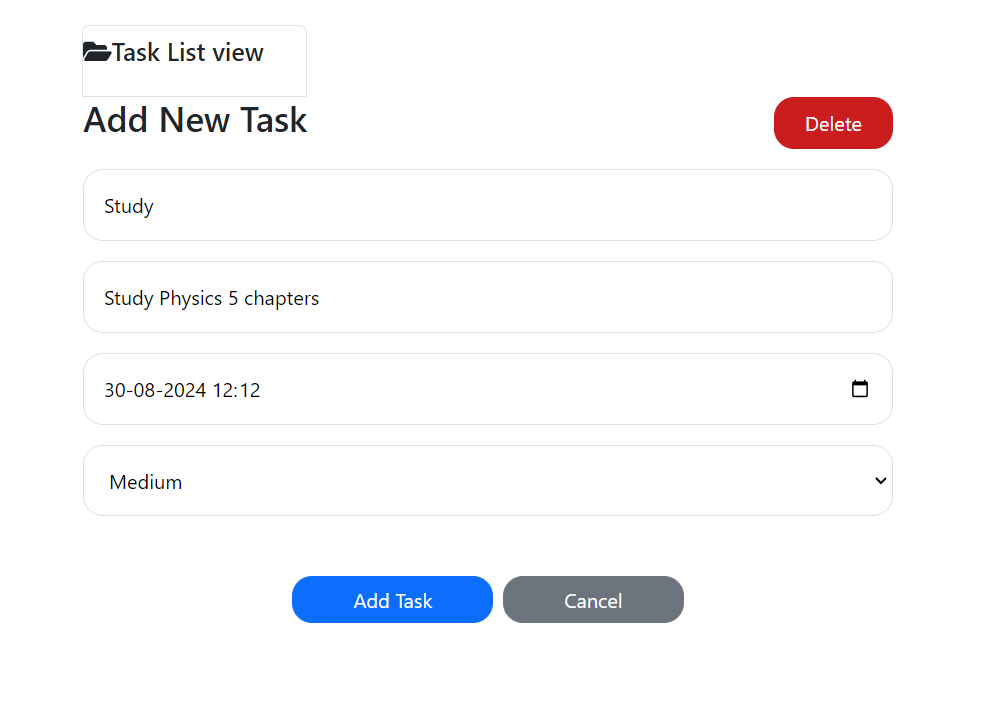 Task List view
Add New Task
Delete
Study
Study Physics 5 chapters
30-08-2024 12:12
Medium
Add Task
Cancel